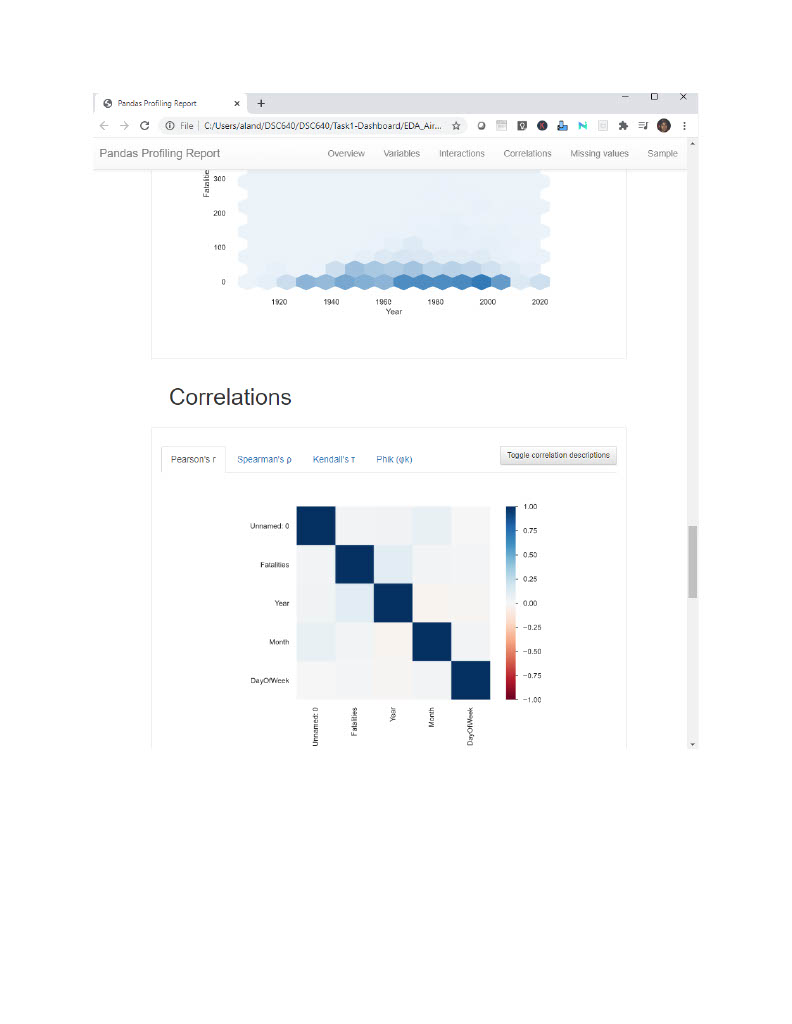 Pandas Profiling Report
File
C:/Users/aland/DSC640/DSC640/Task1-Dashboard/EDA_Air...
Pandas Profiling Report Overview Variables Interactions Correlations Missing values Sample
Fatalitie
300
200
100
0
1920 1940 1960 1980 2000 2020
Year
Correlations
Pearson's r Spearman's ρ Kendall's τ Phik (φk) Toggle correlation descriptions
Unnamed: 0
Fatalities
Year
Month
DayOfWeek
Unnamed: 0 Fatalities Year Month DayOfWeek
1.00
0.75
0.50
0.25
0.00
−0.25
−0.50
−0.75
−1.00